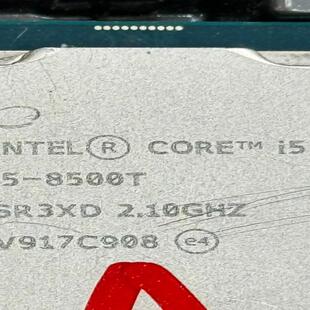 NTEL® CORE™ i5
5-8500T
SR3XD 2.10GHZ
V917C908 e4